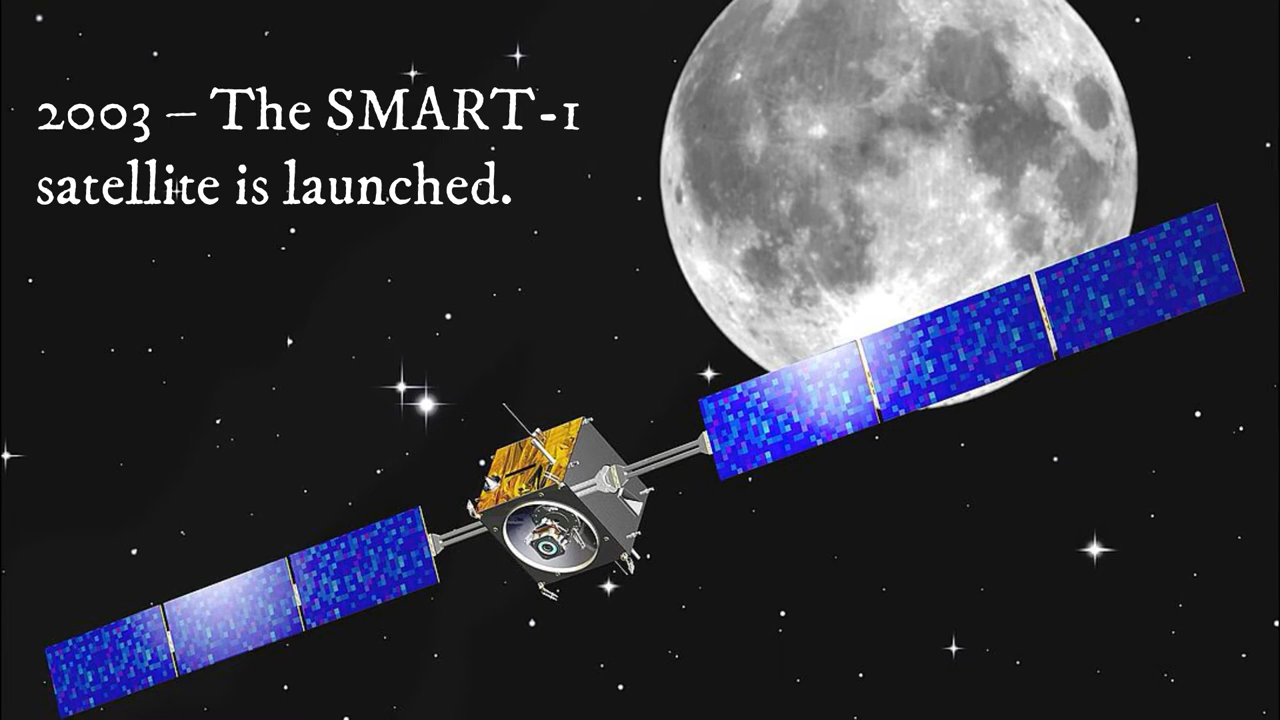 2003 – The SMART-1
satellite is launched.